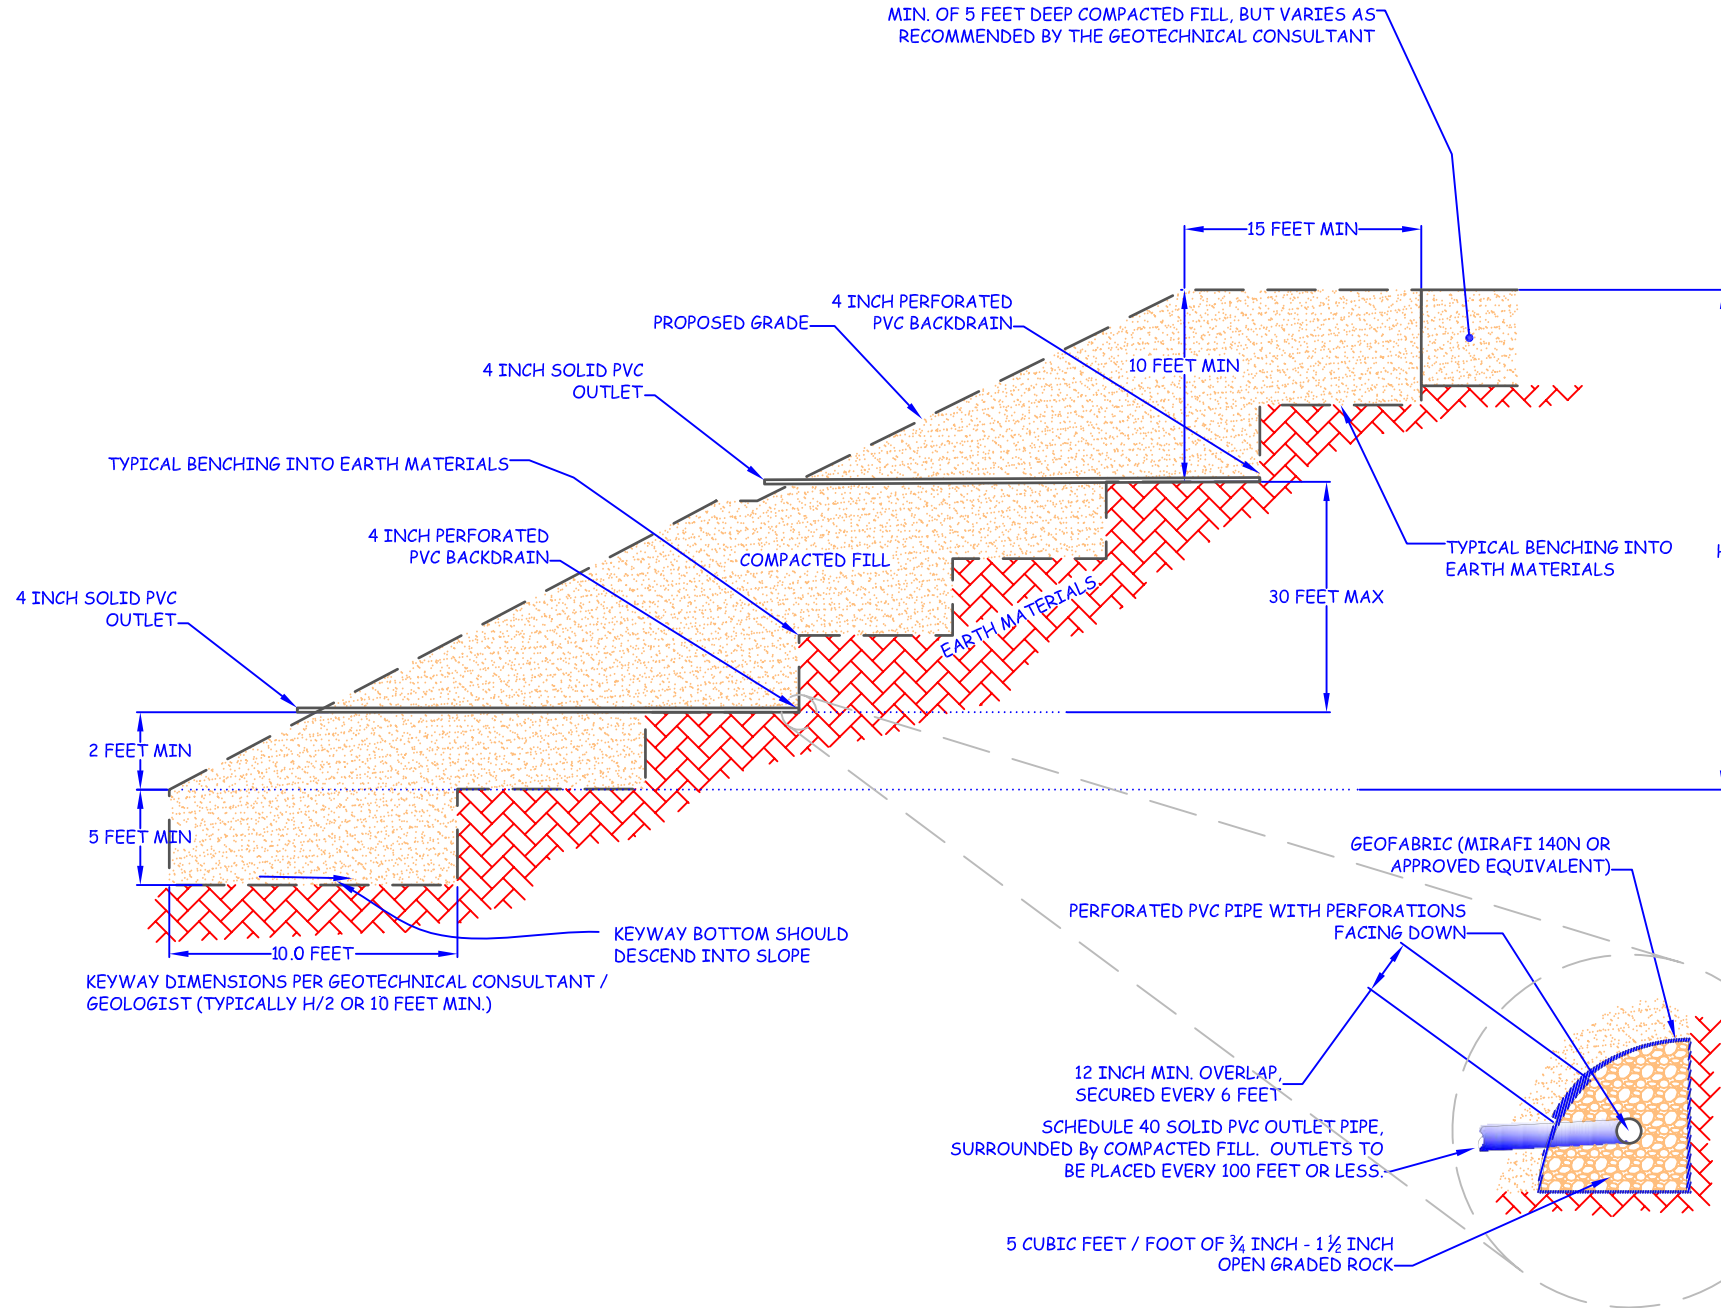 MIN. OF 5 FEET DEEP COMPACTED FILL, BUT VARIES AS
RECOMMENDED BY THE GEOTECHNICAL CONSULTANT
15 FEET MIN
4 INCH PERFORATED
PVC BACKDRAIN
PROPOSED GRADE
10 FEET MIN
4 INCH SOLID PVC
OUTLET
TYPICAL BENCHING INTO EARTH MATERIALS
4 INCH PERFORATED
PVC BACKDRAIN
COMPACTED FILL
TYPICAL BENCHING INTO
EARTH MATERIALS
EARTH MATERIALS
30 FEET MAX
4 INCH SOLID PVC
OUTLET
2 FEET MIN
5 FEET MIN
KEYWAY BOTTOM SHOULD
DESCEND INTO SLOPE
10.0 FEET
KEYWAY DIMENSIONS PER GEOTECHNICAL CONSULTANT /
GEOLOGIST (TYPICALLY H/2 OR 10 FEET MIN.)
GEOFABRIC (MIRAFI 140N OR
APPROVED EQUIVALENT)
PERFORATED PVC PIPE WITH PERFORATIONS
FACING DOWN
12 INCH MIN. OVERLAP,
SECURED EVERY 6 FEET
SCHEDULE 40 SOLID PVC OUTLET PIPE,
SURROUNDED By COMPACTED FILL. OUTLETS TO
BE PLACED EVERY 100 FEET OR LESS.
5 CUBIC FEET / FOOT OF ¾ INCH - 1 ½ INCH
OPEN GRADED ROCK